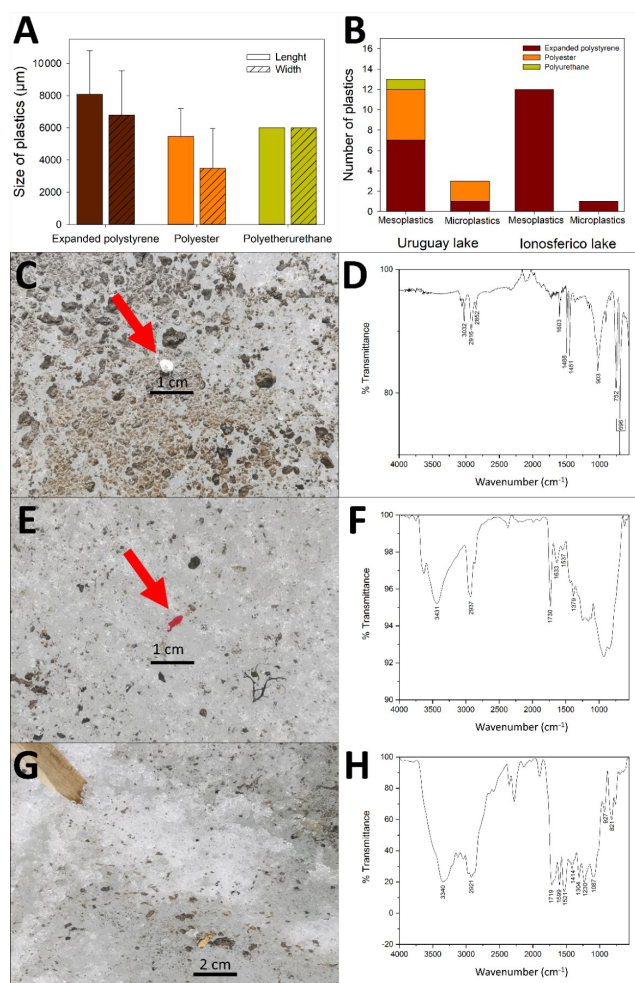 A
Lenght
Width
Size of plastics (µm)
10000
8000
6000
4000
2000
0
Expanded polystyrene
Polyester
Polyetherurethane
B
Expanded polystyrene
Polyester
Polyurethane
Number of plastics
16
14
12
10
8
6
4
2
0
Mesoplastics
Microplastics
Mesoplastics
Microplastics
Uruguay lake
Ionosferico lake
C
1 cm
D
% Transmittance
80
3032
2916
2852
1603
1488
1451
903
752
696
4000
3500
3000
2500
2000
1500
1000
Wavenumber (cm⁻¹)
E
1 cm
F
% Transmittance
100
98
96
94
92
90
3431
2937
1730
1633
1537
1379
4000
3500
3000
2500
2000
1500
1000
Wavenumber (cm⁻¹)
G
2 cm
H
% Transmittance
100
80
60
40
20
0
-20
3340
2921
1719
1599
1521
1414
1304
1230
1087
927
821
4000
3500
3000
2500
2000
1500
1000
Wavenumber (cm⁻¹)